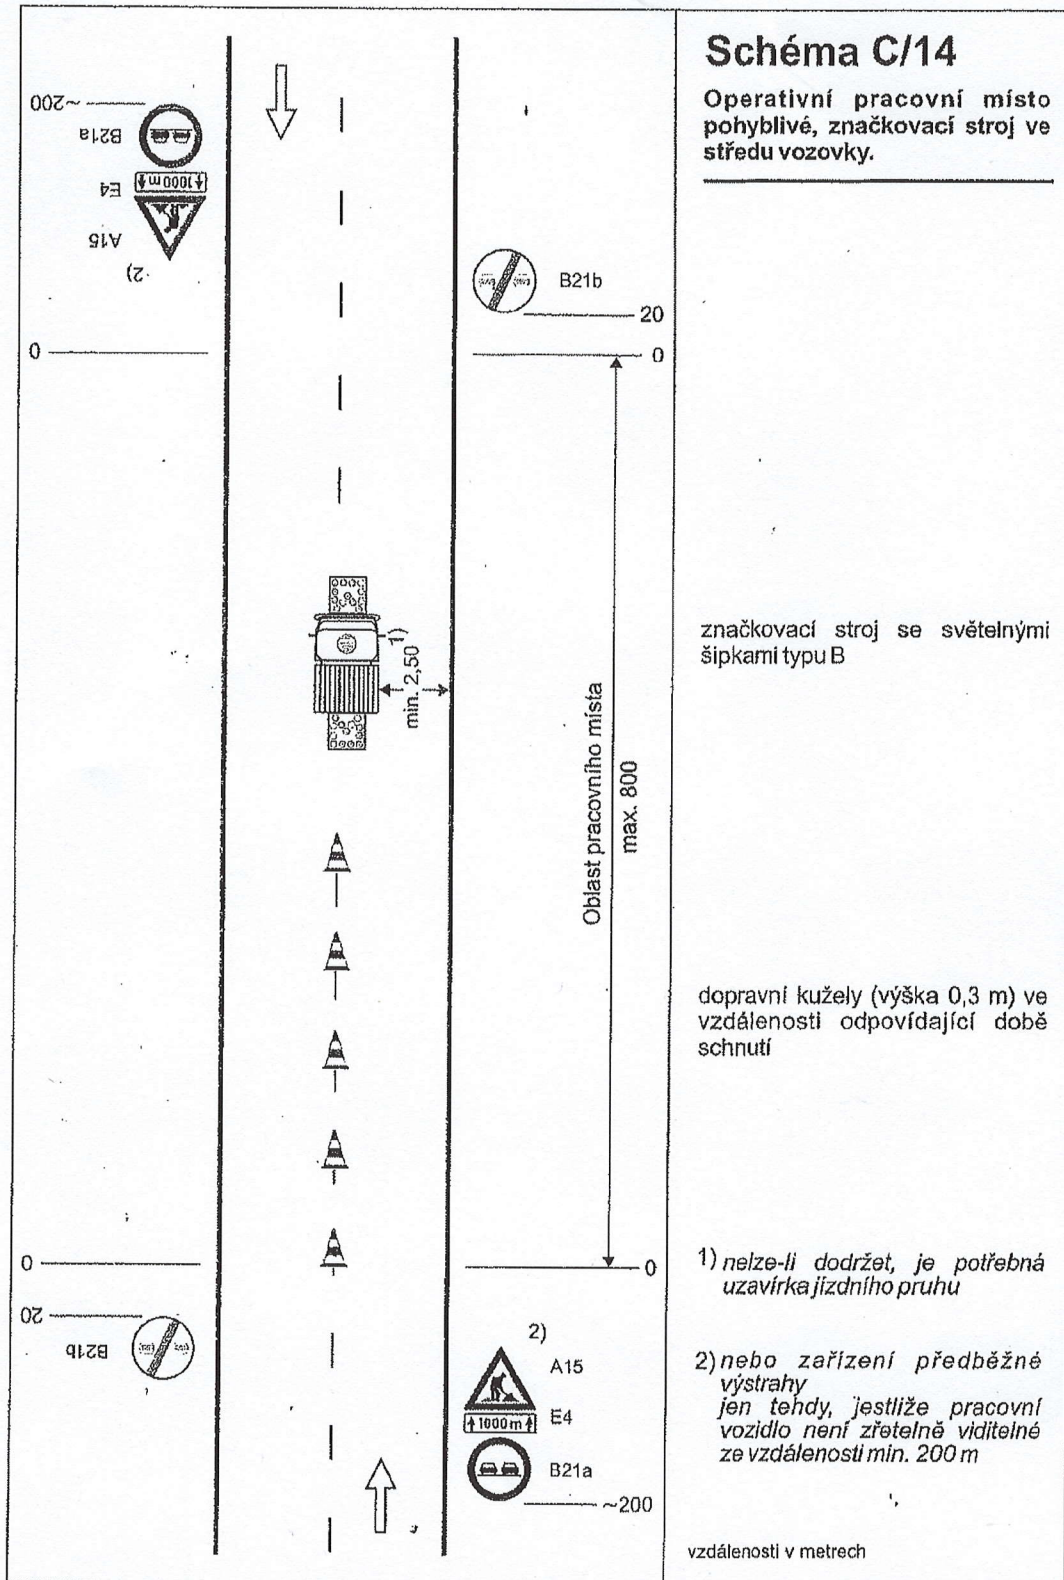 Schéma C/14
Operativní pracovní místo
pohyblivé, značkovací stroj ve
středu vozovky.
~200
B21a
1000 m
E4
A15
2)
B21b
20
0
0
1)
min. 2,50
značkovací stroj se světelnými
šipkami typu B
Oblast pracovního místa
max. 800
dopravní kužely (výška 0,3 m) ve
vzdálenosti odpovídající době
schnutí
0
0
20
B21b
1) nelze-li dodržet, je potřebná
uzavírka jízdního pruhu
2)
A15
1000 m
E4
B21a
~200
2) nebo zařízení předběžné
výstrahy
jen tehdy, jestliže pracovní
vozidlo není zřetelně viditelné
ze vzdálenosti min. 200 m
vzdálenosti v metrech